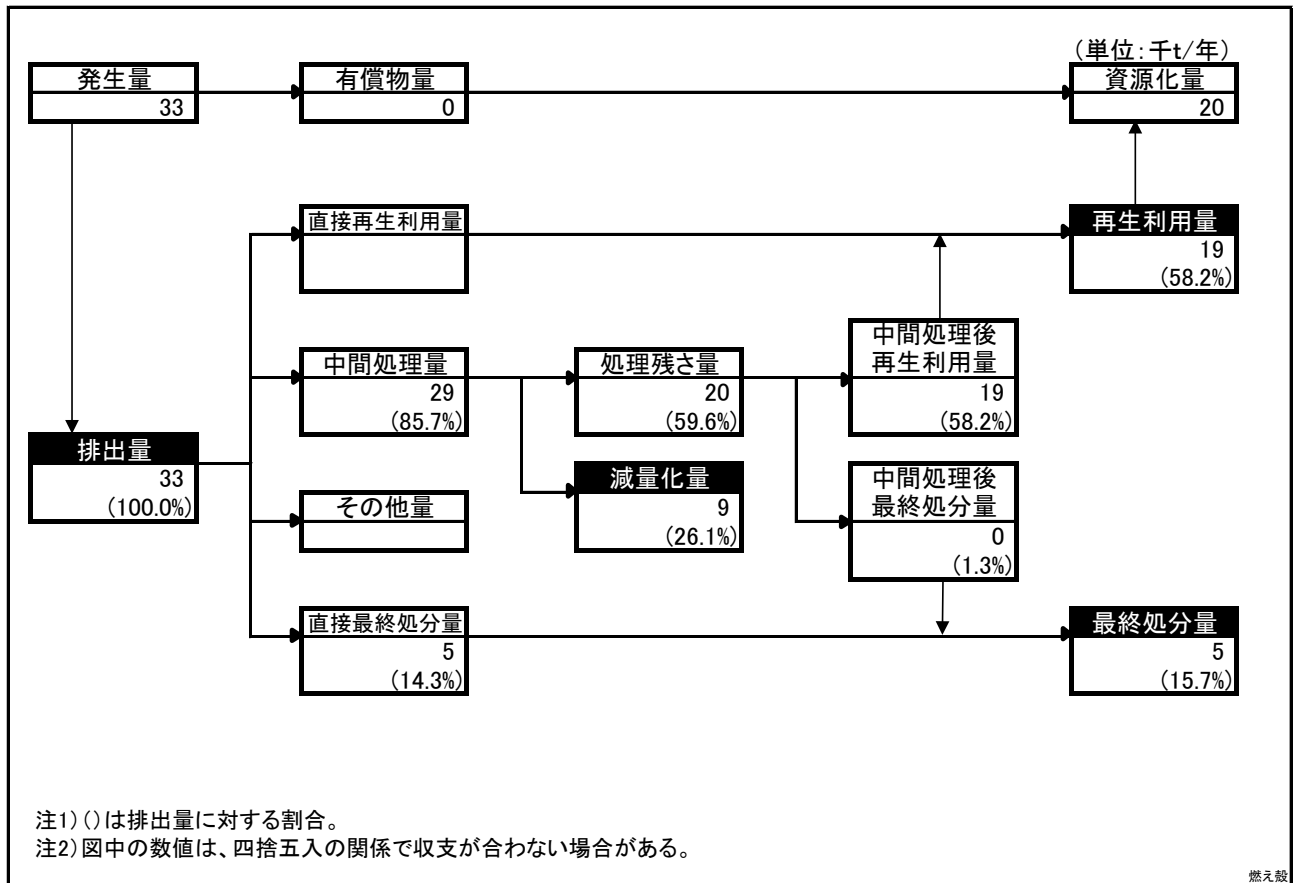 (単位:千t/年)
発生量
33
有償物量
0
資源化量
20
直接再生利用量
再生利用量
19
(58.2%)
中間処理量
29
(85.7%)
処理残さ量
20
(59.6%)
中間処理後
再生利用量
19
(58.2%)
排出量
33
(100.0%)
減量化量
9
(26.1%)
中間処理後
最終処分量
0
(1.3%)
その他量
直接最終処分量
5
(14.3%)
最終処分量
5
(15.7%)
注1)()は排出量に対する割合。
注2)図中の数値は、四捨五入の関係で収支が合わない場合がある。
燃え殻